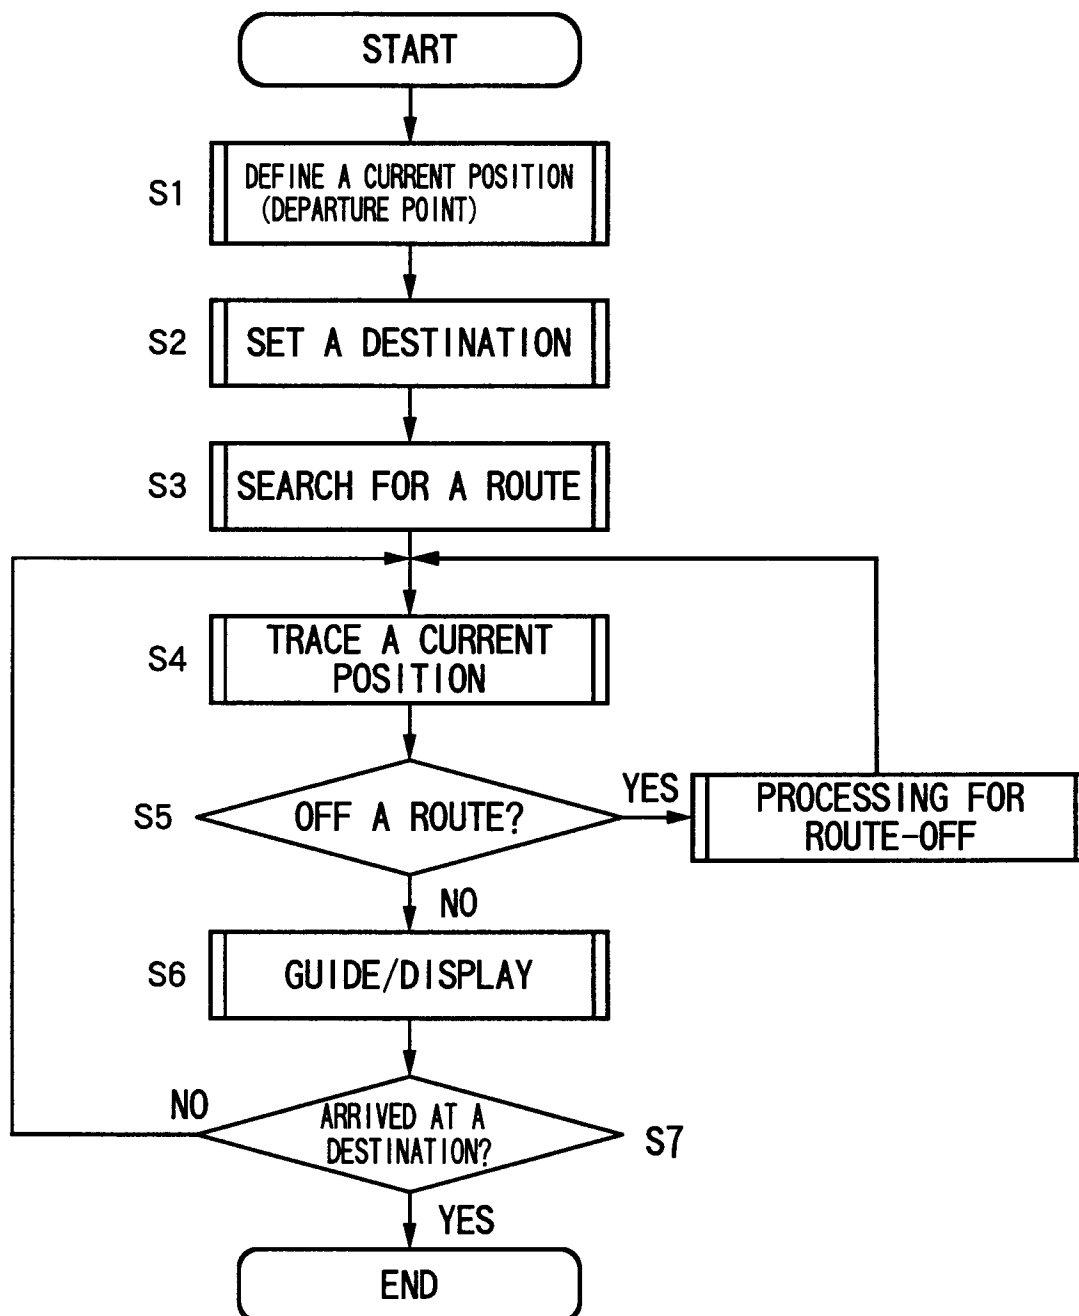 START
S1
DEFINE A CURRENT POSITION
(DEPARTURE POINT)
S2
SET A DESTINATION
S3
SEARCH FOR A ROUTE
S4
TRACE A CURRENT
POSITION
S5
OFF A ROUTE?
YES
PROCESSING FOR
ROUTE-OFF
NO
S6
GUIDE/DISPLAY
NO
ARRIVED AT A
DESTINATION?
S7
YES
END